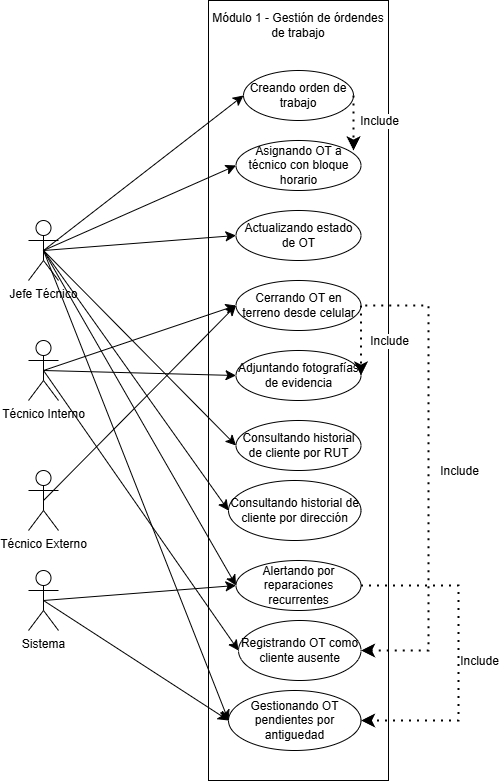 Módulo 1 - Gestión de órdendes
de trabajo
Creando orden de
trabajo
Include
Asignando OT a
técnico con bloque
horario
Actualizando estado
de OT
Jefe Técnico
Cerrando OT en
terreno desde celular
Include
Adjuntando fotografías
de evidencia
Técnico Interno
Consultando historial
de cliente por RUT
Include
Consultando historial de
cliente por dirección
Técnico Externo
Alertando por
reparaciones
recurrentes
Sistema
Registrando OT como
cliente ausente
Include
Gestionando OT
pendientes por
antiguedad